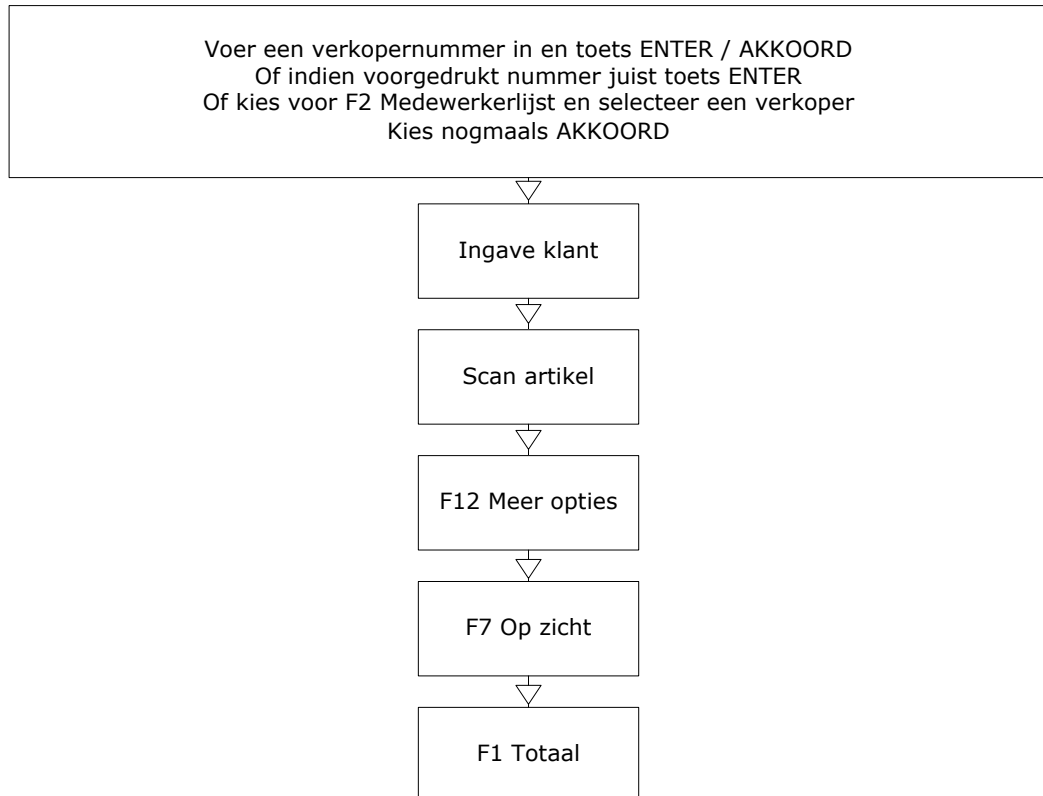 Voer een verkopernummer in en toets ENTER / AKKOORD
Of indien voorgedrukt nummer juist toets ENTER
Of kies voor F2 Medewerkerlijst en selecteer een verkoper
Kies nogmaals AKKOORD
Ingave klant
Scan artikel
F12 Meer opties
F7 Op zicht
F1 Totaal